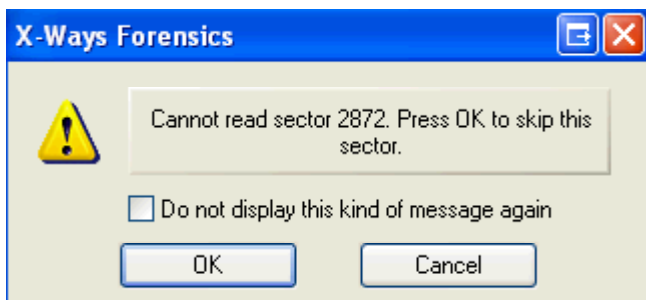 X-Ways Forensics
Cannot read sector 2872. Press OK to skip this
sector.
Do not display this kind of message again
OK
Cancel